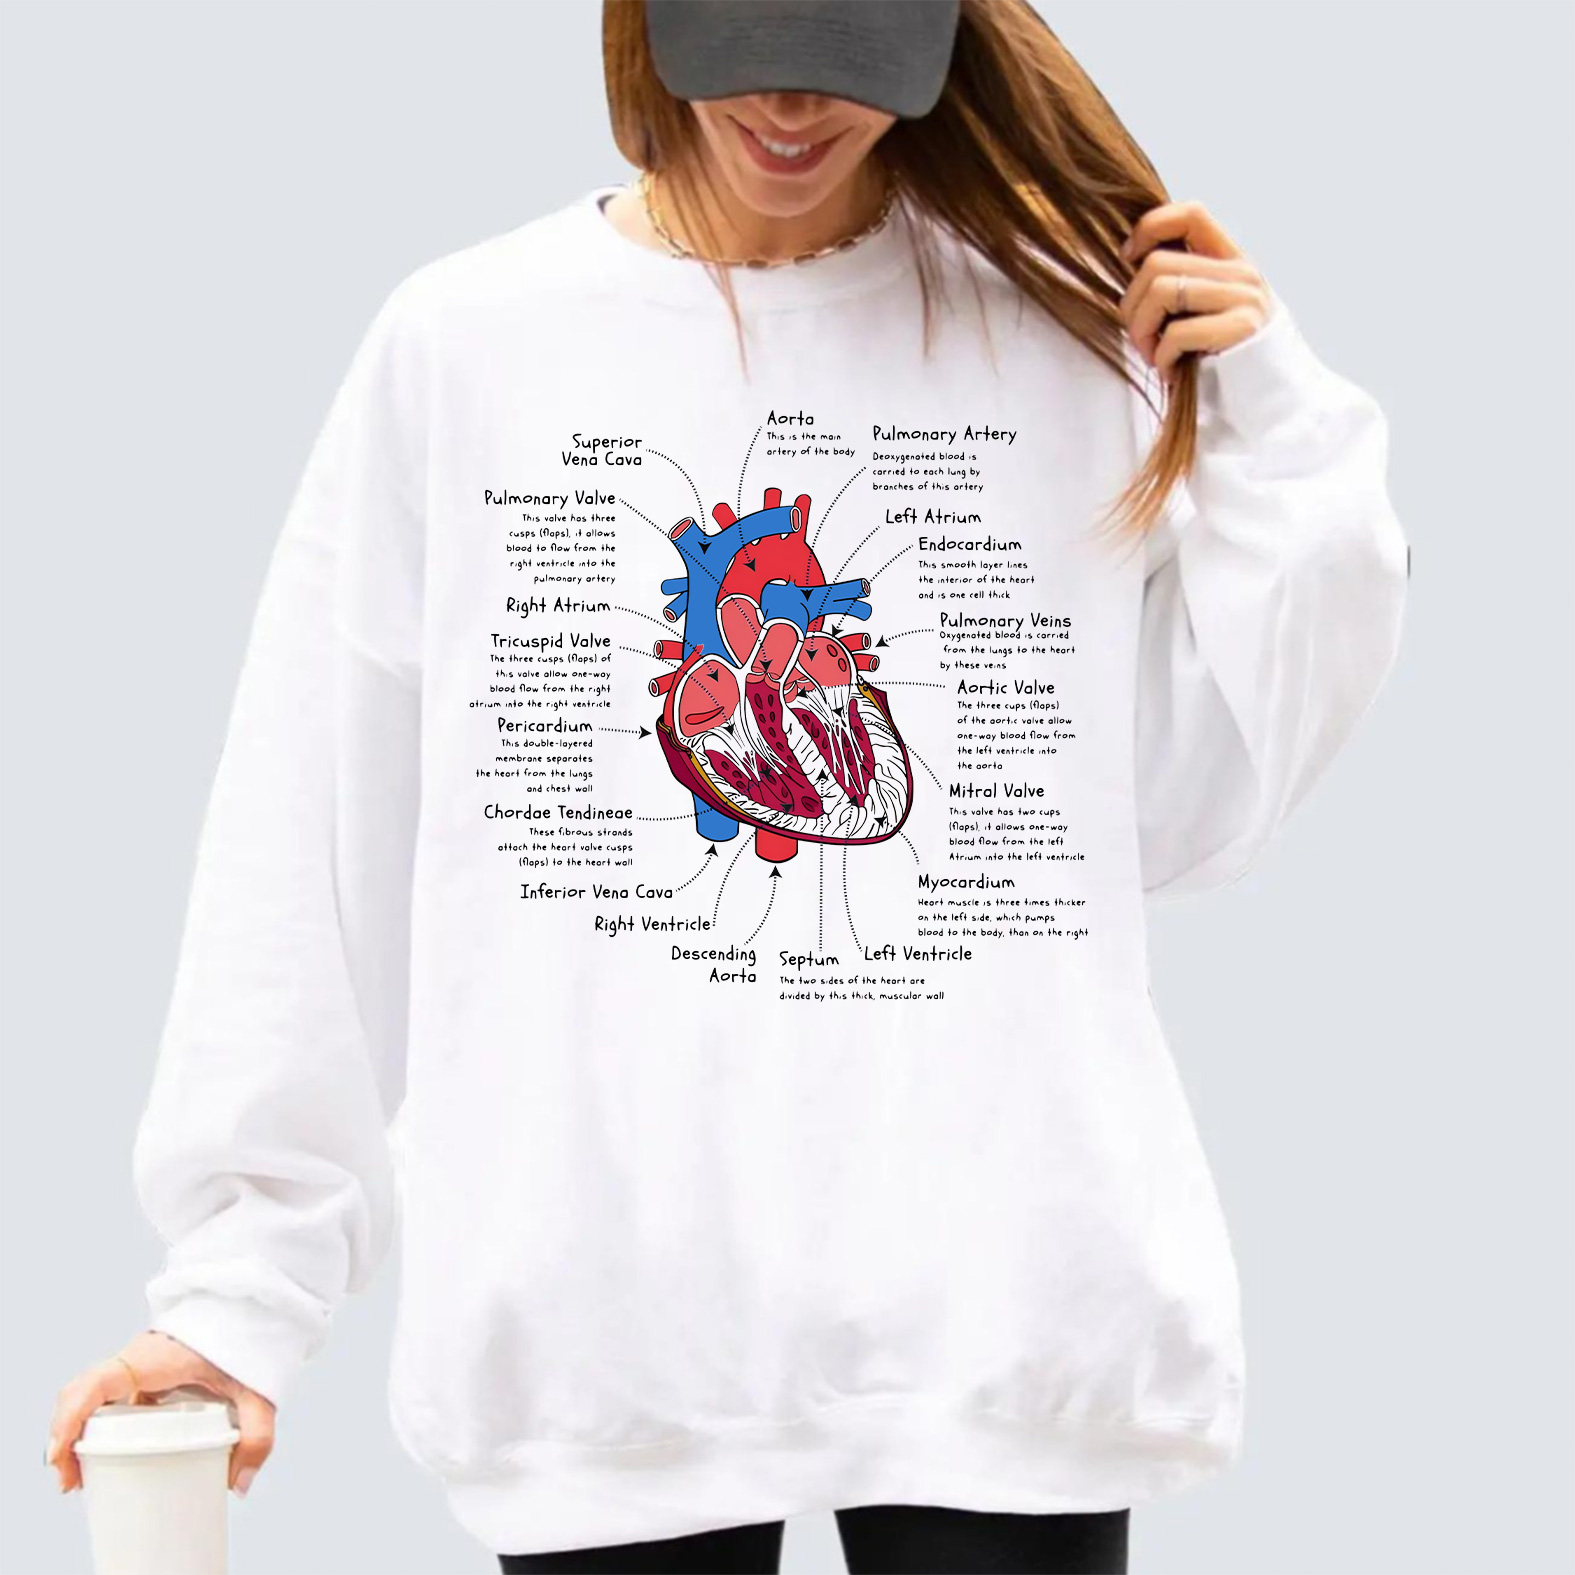 Aorta
This is the main
artery of the body
Pulmonary Artery
Deoxygenated blood is
carried to each lung by
branches of this artery
Superior
Vena Cava
Pulmonary Valve
This valve has three
cusps (flaps), it allows
blood to flow from the
right ventricle into the
pulmonary artery
Left Atrium
Endocardium
This smooth layer lines
the interior of the heart
and is one cell thick
Right Atrium
Pulmonary Veins
Oxygenated blood is carried
from the lungs to the heart
by these veins
Tricuspid Valve
The three cusps (flaps) of
this valve allow one-way
blood flow from the right
atrium into the right ventricle
Aortic Valve
The three cups (flaps)
of the aortic valve allow
one-way blood flow from
the left ventricle into
the aorta
Pericardium
This double-layered
membrane separates
the heart from the lungs
and chest wall
Mitral Valve
This valve has two cups
(flaps), it allows one-way
blood flow from the left
Atrium into the left ventricle
Chordae Tendineae
These fibrous strands
attach the heart valve cusps
(flaps) to the heart wall
Myocardium
Heart muscle is three times thicker
on the left side, which pumps
blood to the body, than on the right
Inferior Vena Cava
Right Ventricle
Descending
Aorta
Septum
The two sides of the heart are
divided by this thick, muscular wall
Left Ventricle